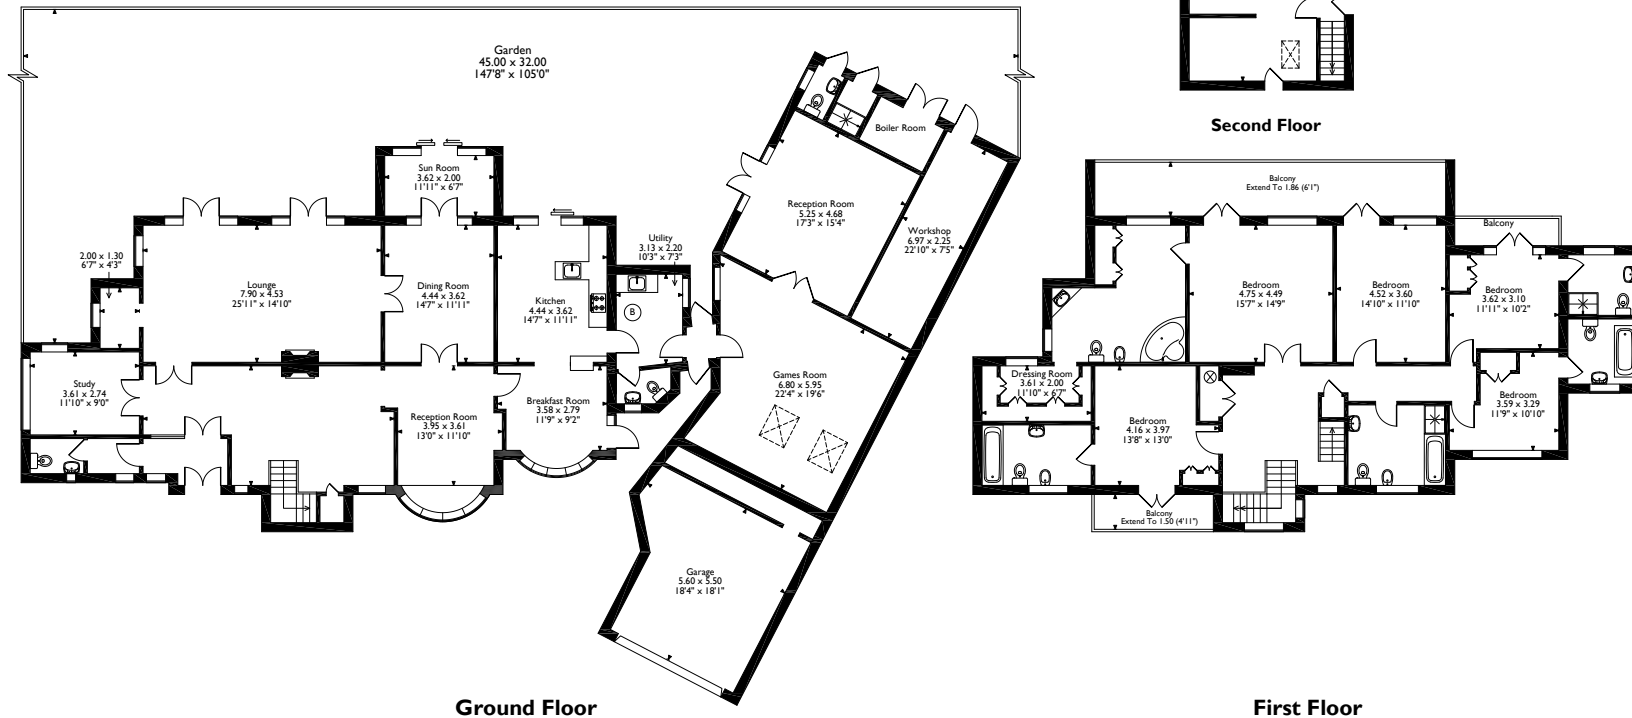 Garden
45.00 x 32.00
147'8" x 105'0"
Second Floor
Boiler Room
Sun Room
3.62 x 2.00
11'11" x 6'7"
Balcony
Extend To 1.86 (6'1")
Reception Room
5.25 x 4.68
17'3" x 15'4"
Balcony
Workshop
6.97 x 2.25
22'10" x 7'5"
Utility
3.13 x 2.20
10'3" x 7'3"
2.00 x 1.30
6'7" x 4'3"
Lounge
7.90 x 4.53
25'11" x 14'10"
Dining Room
4.44 x 3.62
14'7" x 11'11"
Kitchen
4.44 x 3.62
14'7" x 11'11"
B
Bedroom
4.75 x 4.49
15'7" x 14'9"
Bedroom
4.52 x 3.60
14'10" x 11'10"
Bedroom
3.62 x 3.10
11'11" x 10'2"
Study
3.61 x 2.74
11'10" x 9'0"
Games Room
6.80 x 5.95
22'4" x 19'6"
Dressing Room
3.61 x 2.00
11'10" x 6'7"
Breakfast Room
3.58 x 2.79
11'9" x 9'2"
Bedroom
3.59 x 3.29
11'9" x 10'10"
Reception Room
3.95 x 3.61
13'0" x 11'10"
Bedroom
4.16 x 3.97
13'8" x 13'0"
Balcony
Extend To 1.50 (4'11")
Garage
5.60 x 5.50
18'4" x 18'1"
Ground Floor
First Floor